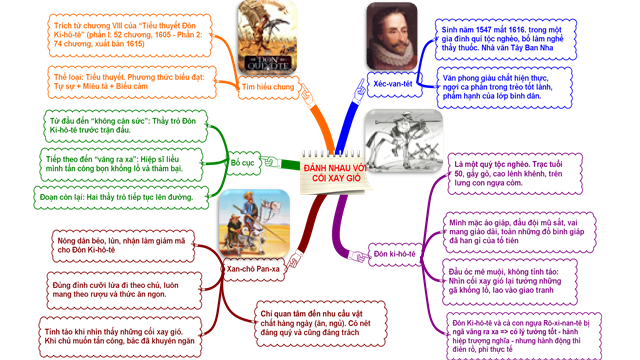 Trích từ chương VIII của “Tiểu thuyết Đôn
Ki-hô-tê” (phần I: 52 chương, 1605 - Phần 2:
74 chương, xuất bản 1615)
Thể loại: Tiểu thuyết. Phương thức biểu đạt:
Tự sự + Miêu tả + Biểu cảm
Tìm hiểu chung
DON
QUIXOTE
Từ đầu đến “không cân sức”: Thầy trò Đôn
Ki-hô-tê trước trận đấu.
Tiếp theo đến “văng ra xa”: Hiệp sĩ liều
mình tấn công bọn khổng lồ và thảm bại.
Đoạn còn lại: Hai thầy trò tiếp tục lên đường.
Bố cục
ĐÁNH NHAU VỚI
CỐI XAY GIÓ
Xéc-van-tét
Sinh năm 1547 mất 1616. trong một
gia đình quí tộc nghèo, bố làm nghề
thầy thuốc. Nhà văn Tây Ban Nha
Văn phong giàu chất hiện thực,
ngợi ca phẩn trong trẻo tốt lành,
phẩm hạnh của lớp bình dân.
Đôn ki-hô-tê
Là một quý tộc nghèo. Trạc tuổi
50, gầy gò, cao lênh khênh, trên
lưng con ngựa còm.
Mình mặc áo giáp, đầu đội mũ sắt, vai
mang giáo dài, toàn những đồ binh giáp
đã han gỉ của tổ tiên
Đầu óc mê muội, không tỉnh táo:
Nhìn cối xay gió lại tưởng những
gã khổng lồ, lao vào giao tranh
Đôn Ki-hô-tê và cả con ngựa Rô-xi-nan-tê bị
ngã văng ra xa => có lý tưởng tốt - hành
hiệp trượng nghĩa - nhưng hành động thì
điên rồ, phi thực tế
Xan-chô Pan-xa
Nông dân béo, lùn, nhận làm giám mã
cho Đôn Ki-hô-tê
Đủng đỉnh cưỡi lừa đi theo chủ, luôn
mang theo rượu và thức ăn ngon.
Tỉnh táo khi nhìn thấy những cối xay gió.
Khi chủ muốn tấn công, bác đã khuyên ngăn
Chỉ quan tâm đến nhu cầu vật
chất hàng ngày (ăn, ngủ). Có nét
đáng quý và cũng đáng trách